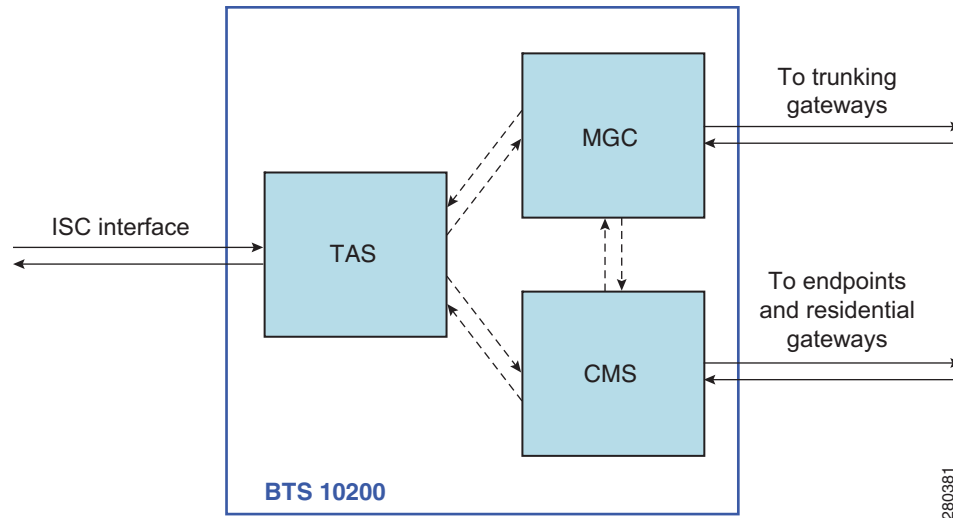 To trunking
gateways
MGC
ISC interface
TAS
To endpoints
and residential
gateways
CMS
BTS 10200
280381